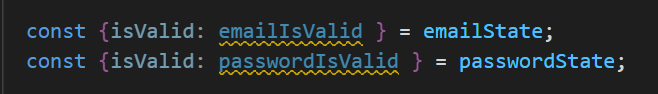 const {isValid: emailIsValid } = emailState;
const {isValid: passwordIsValid } = passwordState;